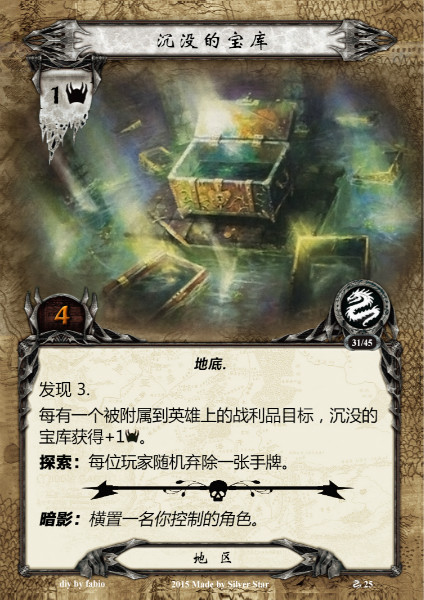 沉没的宝库
1
4
31/45
地底.
发现 3.
每有一个被附属到英雄上的战利品目标，沉没的
宝库获得+1。
探索：每位玩家随机弃除一张手牌。
暗影：横置一名你控制的角色。
地 区
diy by fabio
2015 Made by Silver Star
25